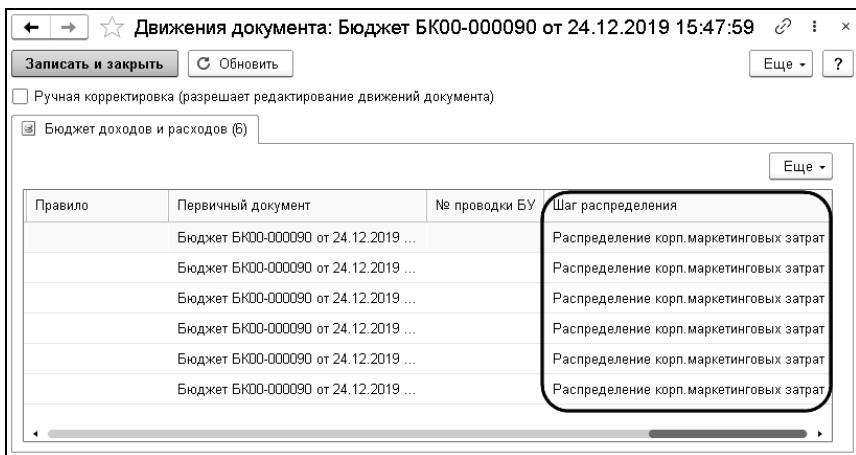 Движения документа: Бюджет БК00-000090 от 24.12.2019 15:47:59
Записать и закрыть Обновить Еще ?
Ручная корректировка (разрешает редактирование движений документа)
Бюджет доходов и расходов (6)
Еще
Правило Первичный документ № проводки БУ Шаг распределения
Бюджет БК00-000090 от 24.12.2019 ... Распределение корп.маркетинговых затрат
Бюджет БК00-000090 от 24.12.2019 ... Распределение корп.маркетинговых затрат
Бюджет БК00-000090 от 24.12.2019 ... Распределение корп.маркетинговых затрат
Бюджет БК00-000090 от 24.12.2019 ... Распределение корп.маркетинговых затрат
Бюджет БК00-000090 от 24.12.2019 ... Распределение корп.маркетинговых затрат
Бюджет БК00-000090 от 24.12.2019 ... Распределение корп.маркетинговых затрат